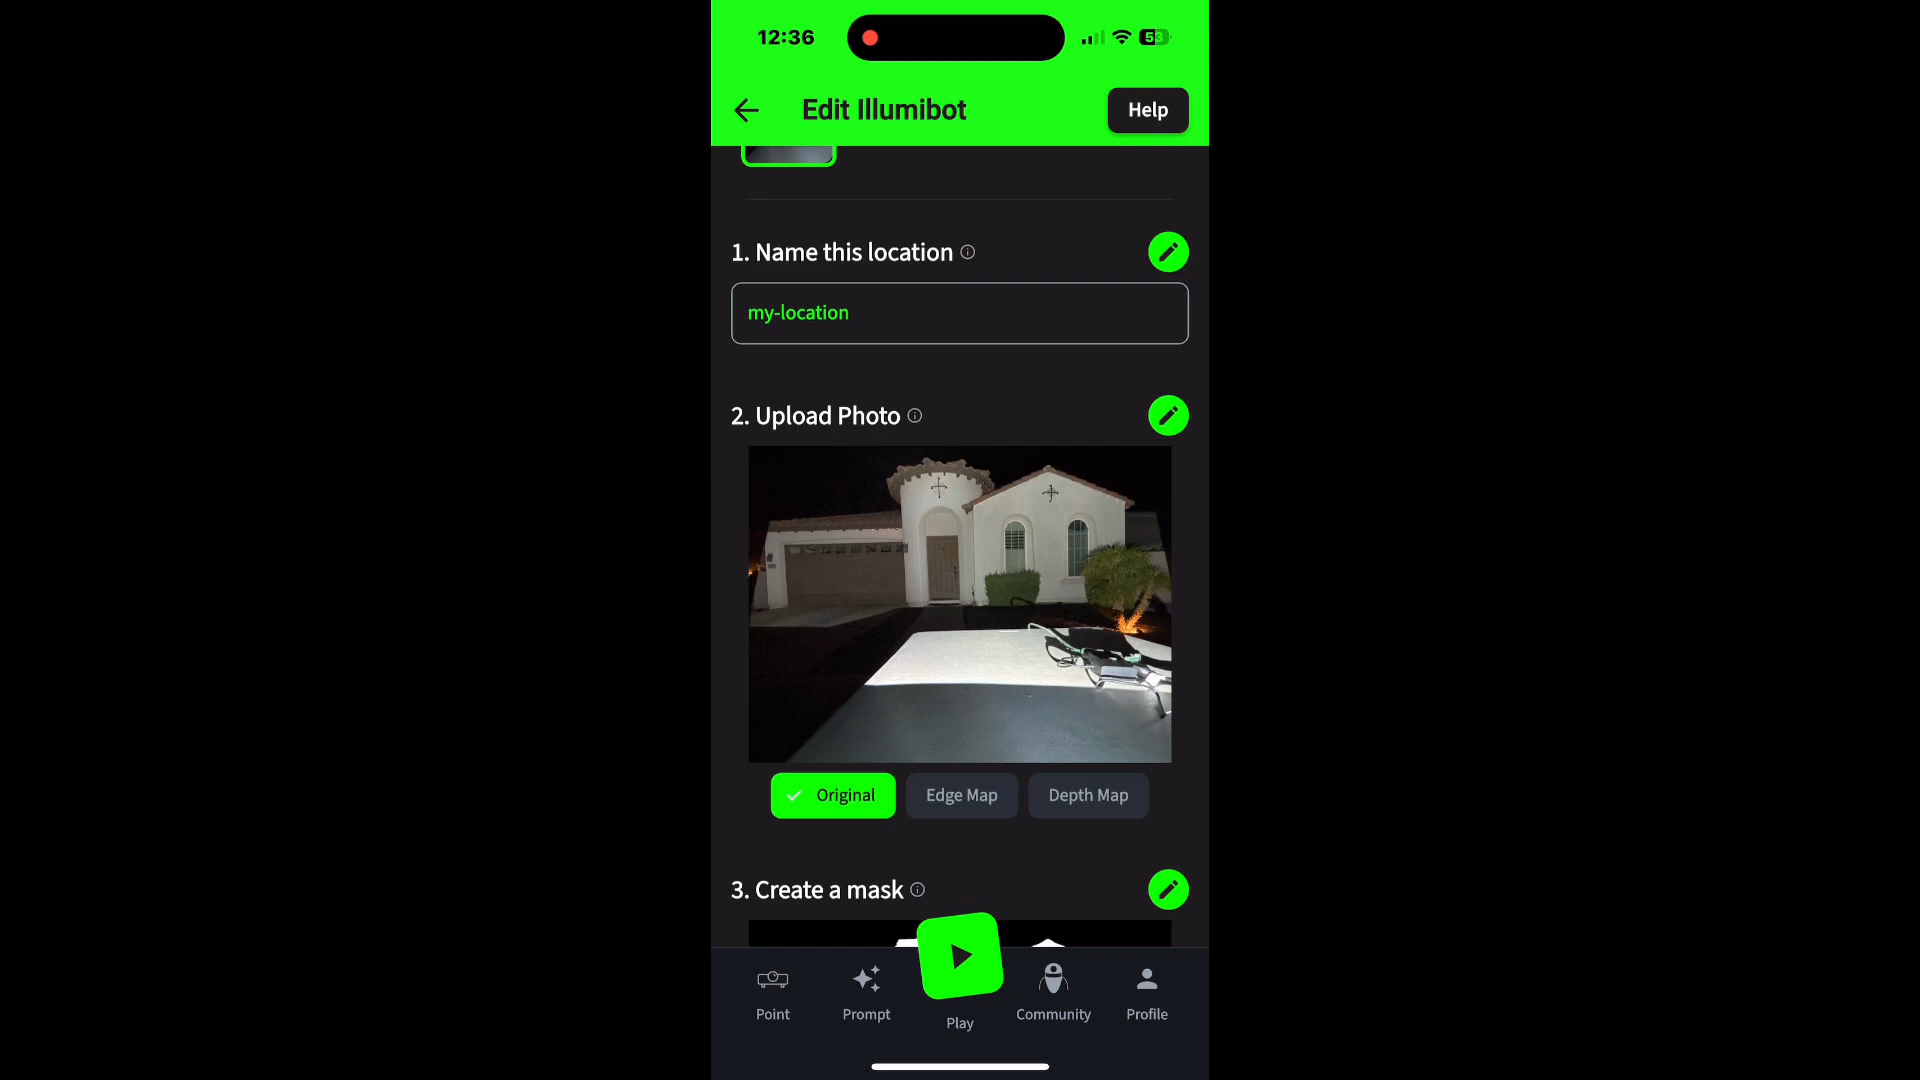 12:36
53
Edit Illumibot
Help
1. Name this location
my-location
2. Upload Photo
Original
Edge Map
Depth Map
3. Create a mask
Point
Prompt
Play
Community
Profile